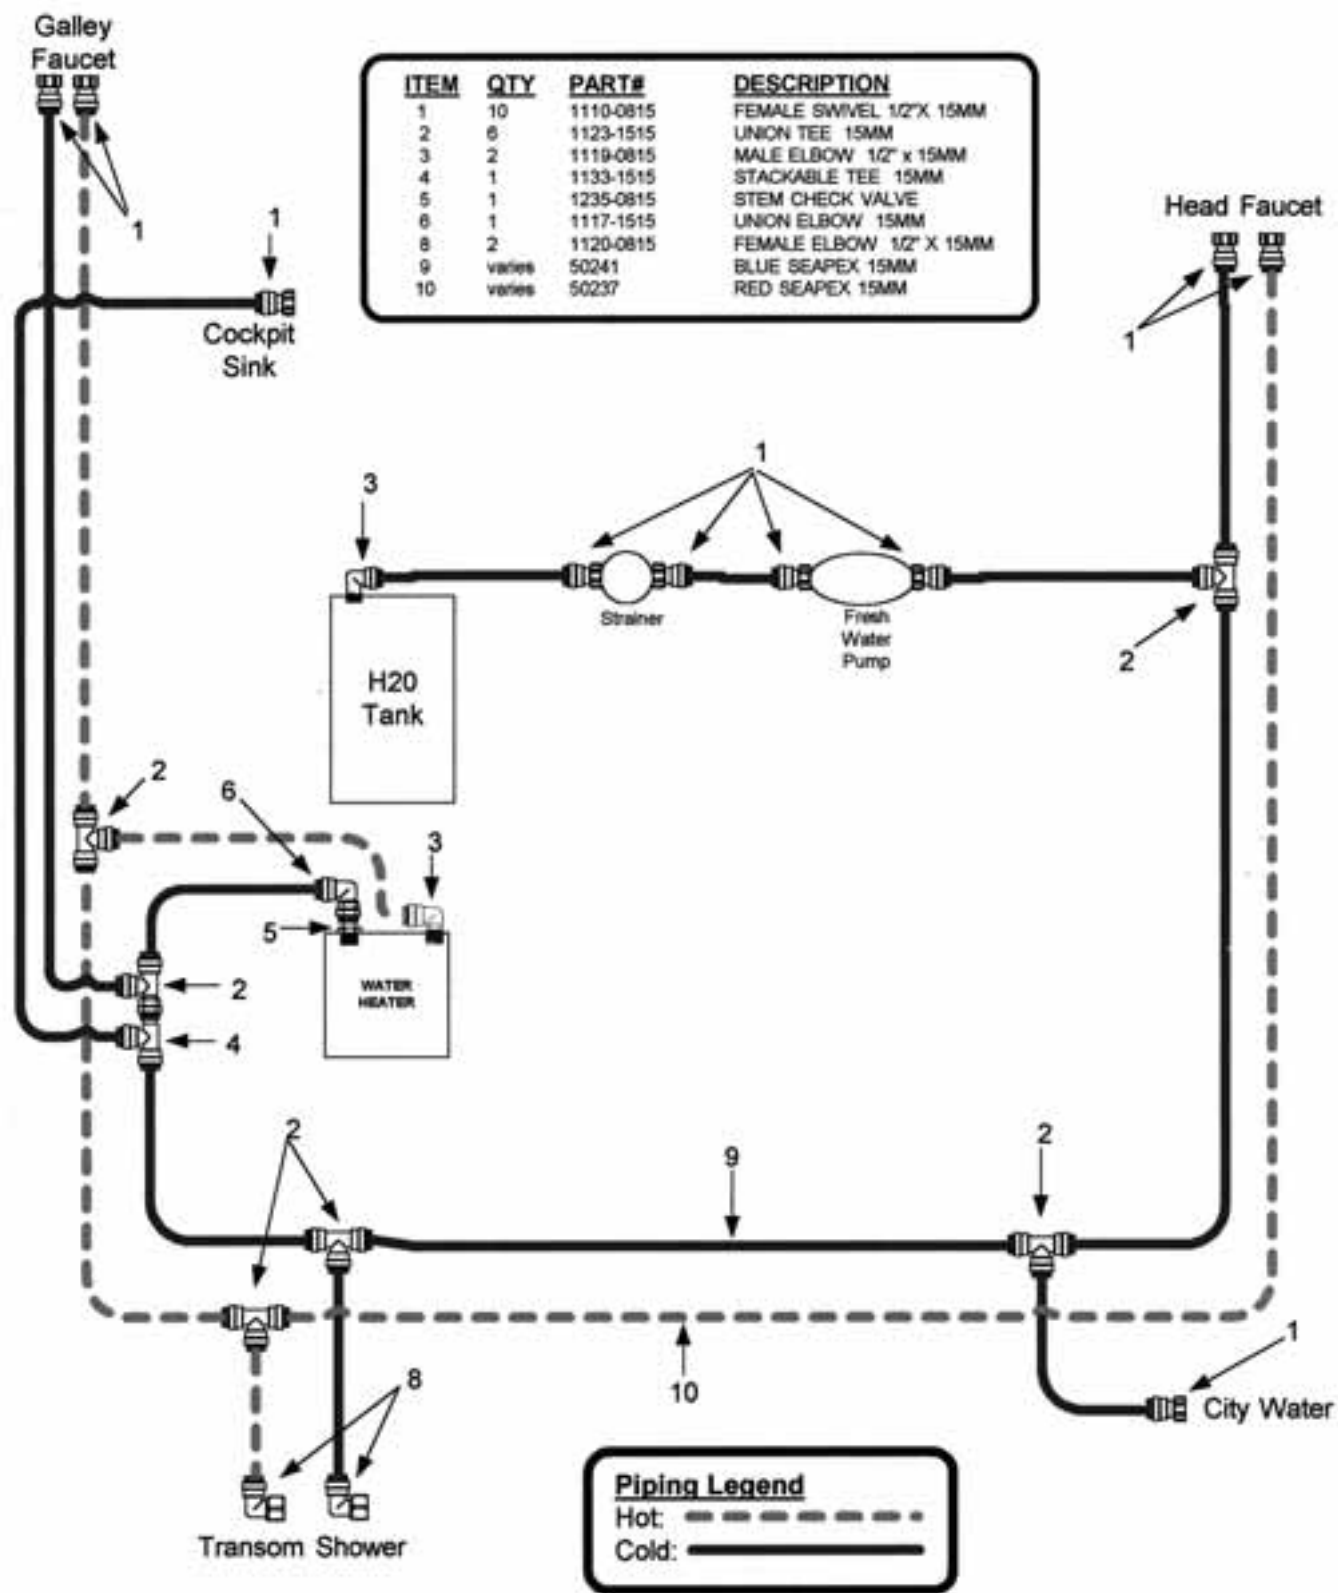 Galley
Faucet
ITEM QTY PART# DESCRIPTION
1 10 1110-0815 FEMALE SWIVEL 1/2"X 15MM
2 6 1123-1515 UNION TEE 15MM
3 2 1119-0815 MALE ELBOW 1/2" x 15MM
4 1 1133-1515 STACKABLE TEE 15MM
5 1 1235-0815 STEM CHECK VALVE
6 1 1117-1515 UNION ELBOW 15MM
8 2 1120-0815 FEMALE ELBOW 1/2" X 15MM
9 varies 50241 BLUE SEAPEX 15MM
10 varies 50237 RED SEAPEX 15MM
Head Faucet
1
1
Cockpit
Sink
1
1
3
Strainer
Fresh
Water
Pump
2
H20
Tank
2
6
3
5
WATER
HEATER
2
4
2
9
2
10
1
8
City Water
Transom Shower
Piping Legend
Hot:
Cold: